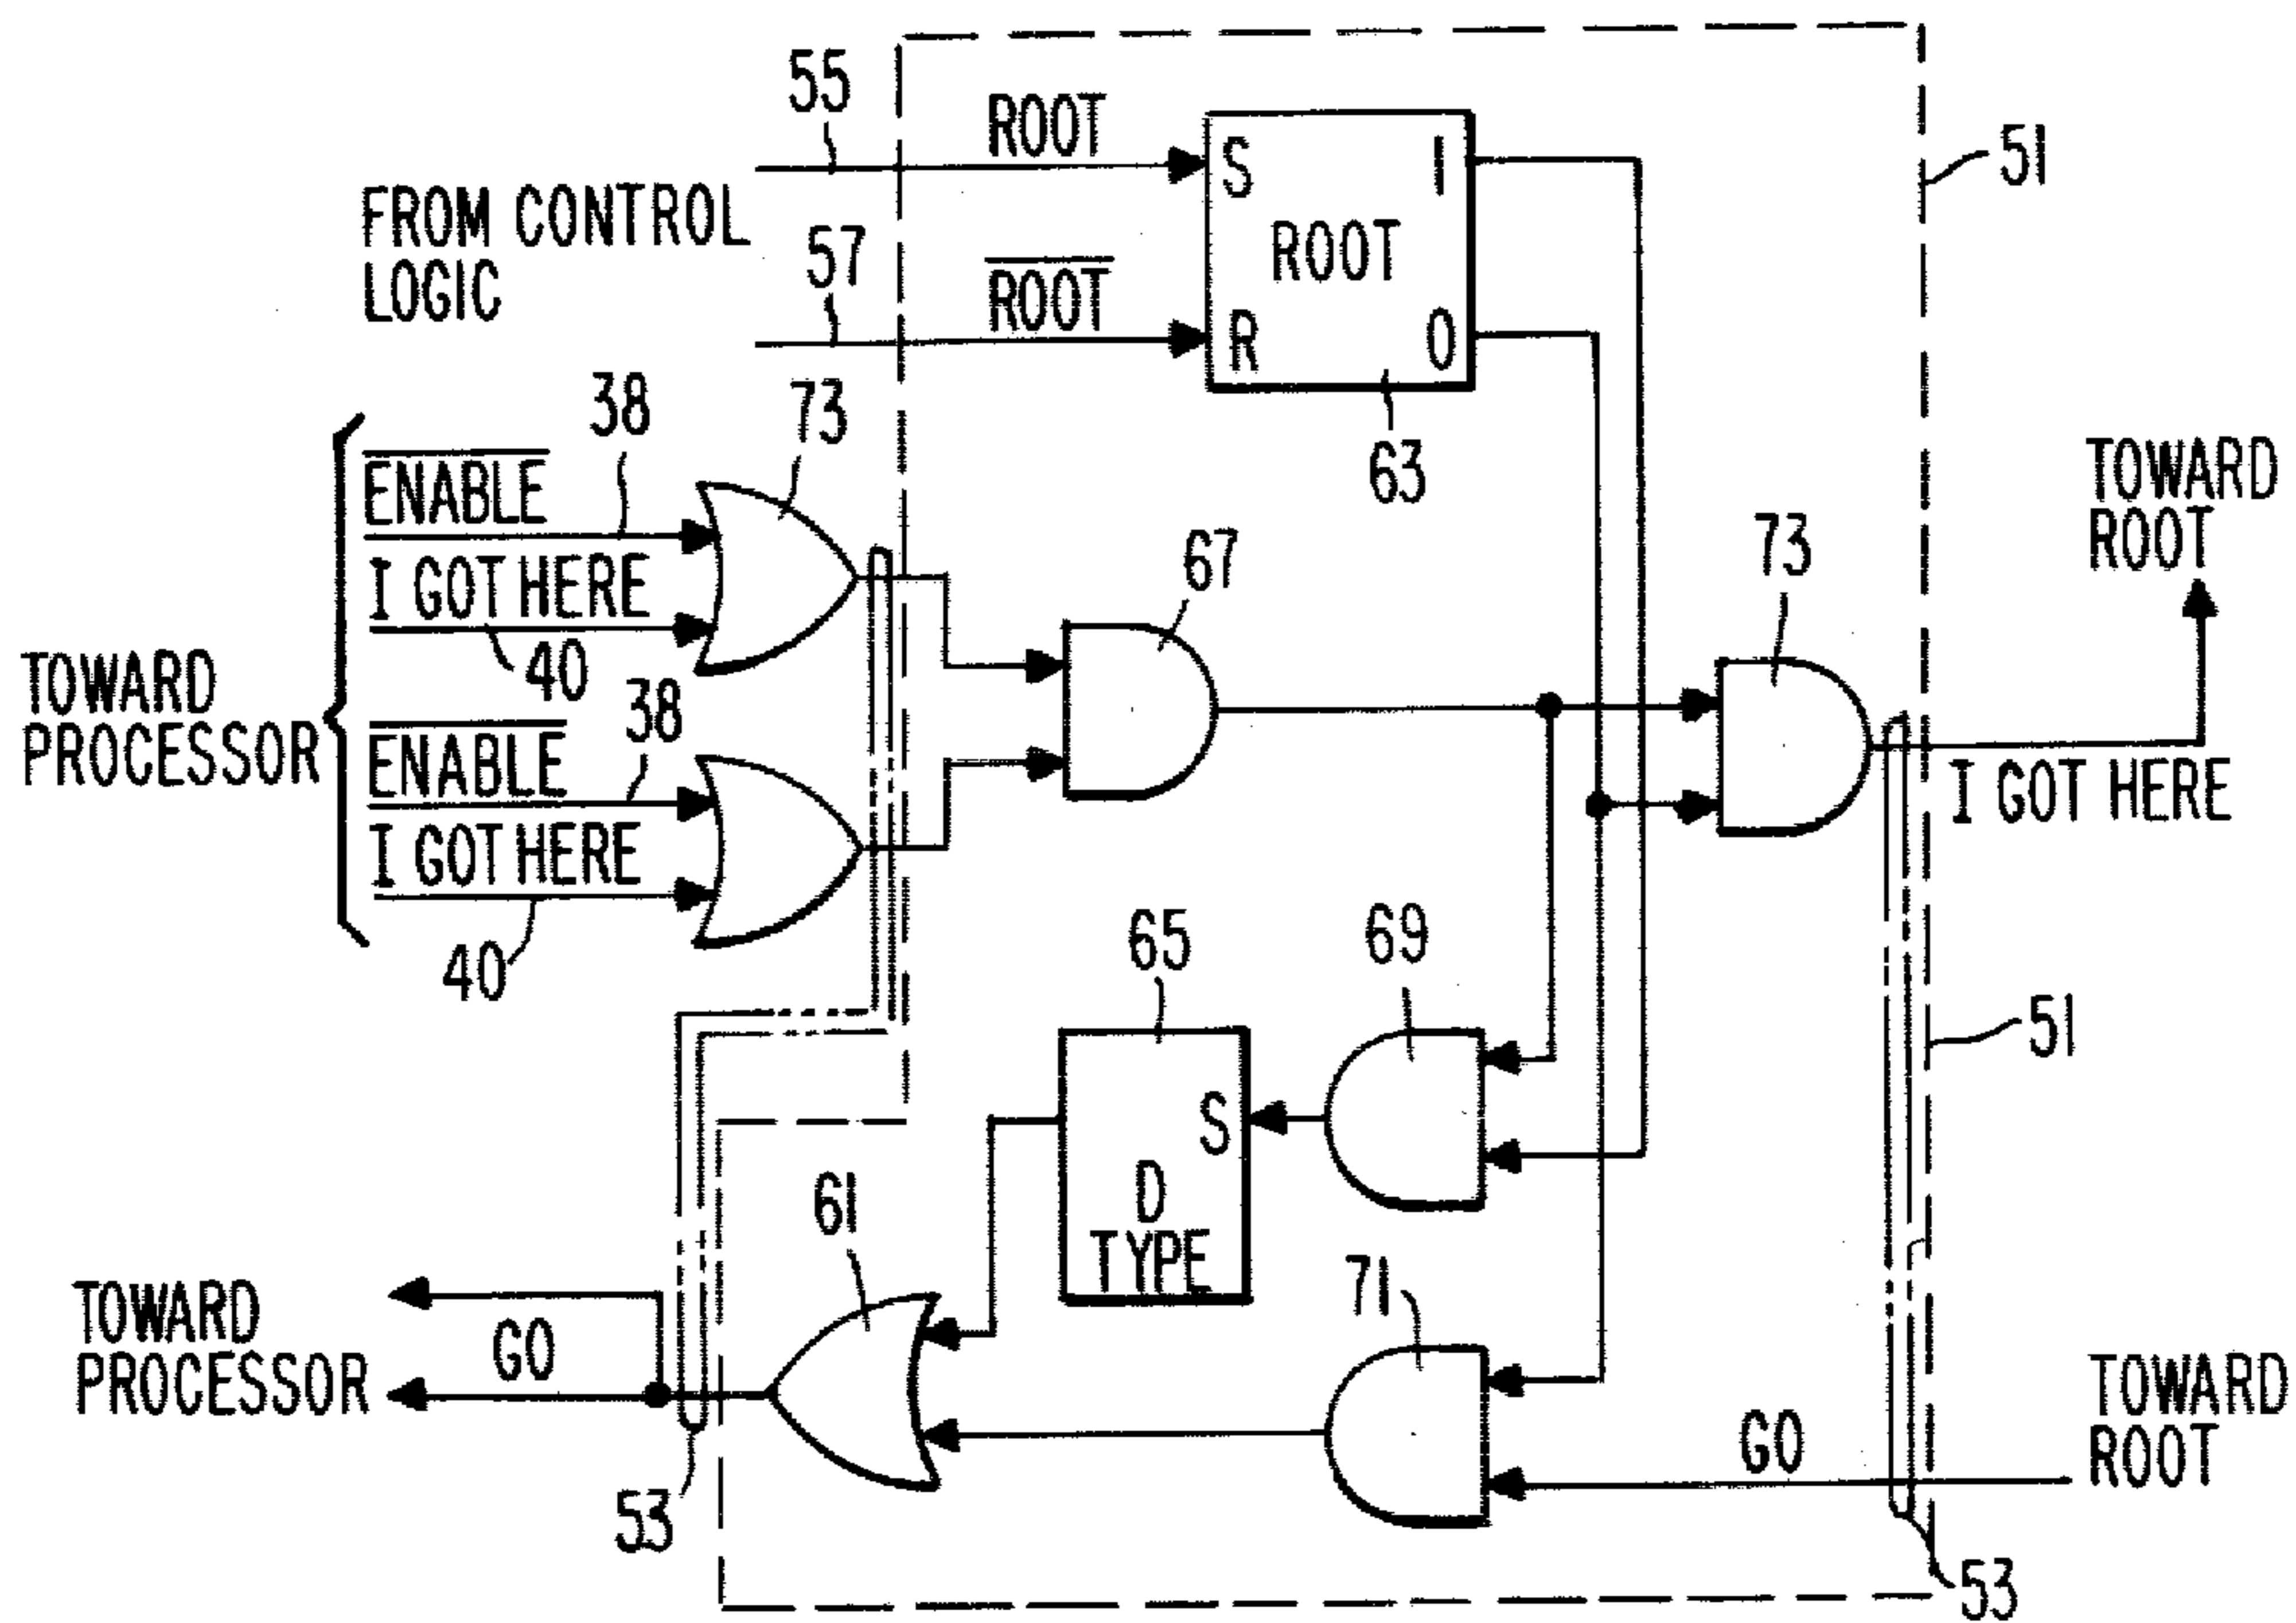 55
ROOT
S
1
51
FROM CONTROL
LOGIC
57
ROOT
ROOT
R
0
63
38
73
ENABLE
I GOT HERE
40
TOWARD
PROCESSOR
38
ENABLE
I GOT HERE
40
67
73
TOWARD
ROOT
I GOT HERE
65
69
51
S
D
TYPE
61
71
TOWARD
PROCESSOR
GO
53
GO
TOWARD
ROOT
53